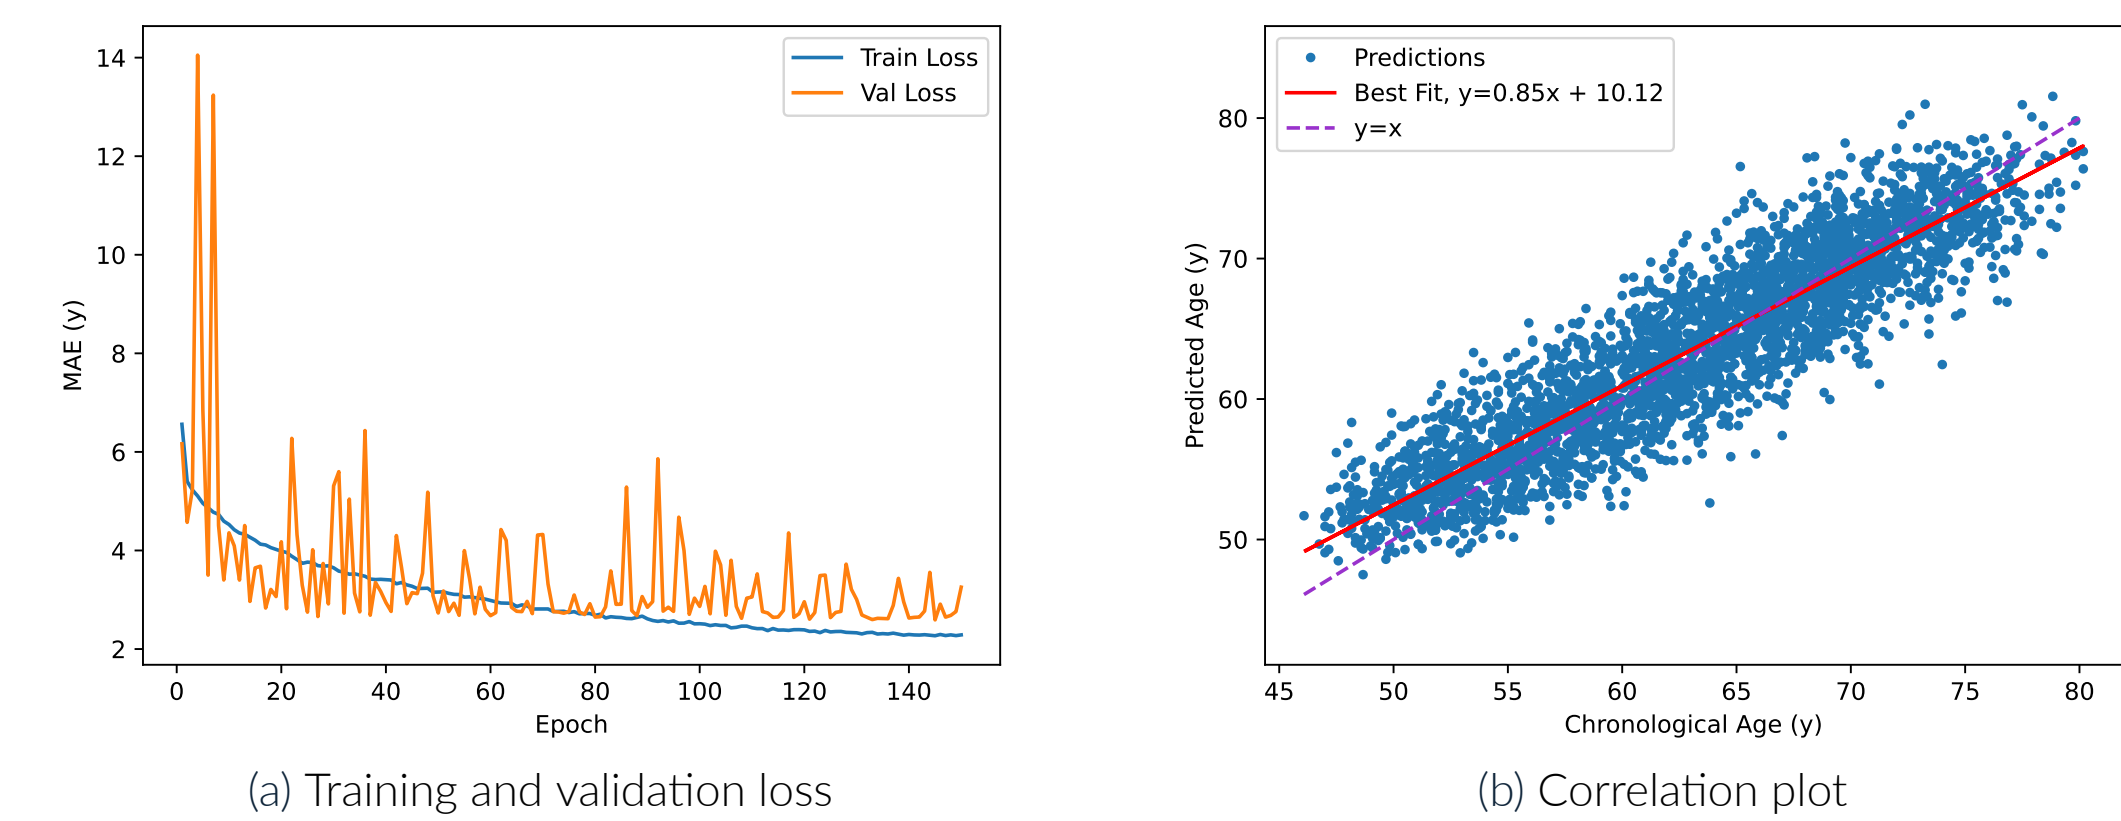 14
12
10
8
6
4
2
MAE (y)
Train Loss
Val Loss
0 20 40 60 80 100 120 140
Epoch
(a) Training and validation loss
80
70
60
50
Predicted Age (y)
Predictions
Best Fit, y=0.85x + 10.12
y=x
45 50 55 60 65 70 75 80
Chronological Age (y)
(b) Correlation plot